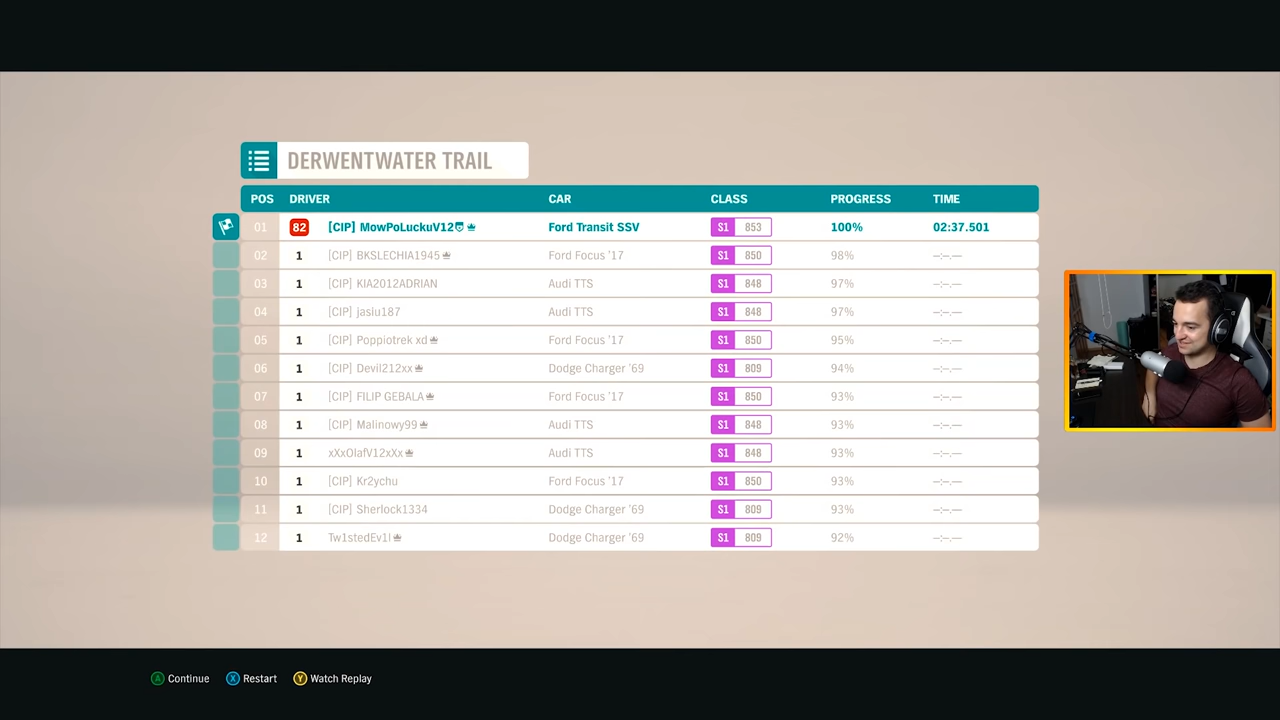 DERWENTWATER TRAIL
POS DRIVER CAR CLASS PROGRESS TIME
01 82 [CIP] MowPoLuckuV12 Ford Transit SSV S1 853 100% 02:37.501
02 1 [CIP] BKSLECHIA1945 Ford Focus '17 S1 850 98% --:--.---
03 1 [CIP] KIA2012ADRIAN Audi TTS S1 848 97% --:--.---
04 1 [CIP] jasiu187 Audi TTS S1 848 97% --:--.---
05 1 [CIP] Poppiotrek xd Ford Focus '17 S1 850 95% --:--.---
06 1 [CIP] Devil212xx Dodge Charger '69 S1 809 94% --:--.---
07 1 [CIP] FILIP GEBALA Ford Focus '17 S1 850 93% --:--.---
08 1 [CIP] Malinowy99 Audi TTS S1 848 93% --:--.---
09 1 xXxOlafV12xXx Audi TTS S1 848 93% --:--.---
10 1 [CIP] Kr2ychu Ford Focus '17 S1 850 93% --:--.---
11 1 [CIP] Sherlock1334 Dodge Charger '69 S1 809 93% --:--.---
12 1 Tw1stedEv1l Dodge Charger '69 S1 809 92% --:--.---
A Continue X Restart Y Watch Replay